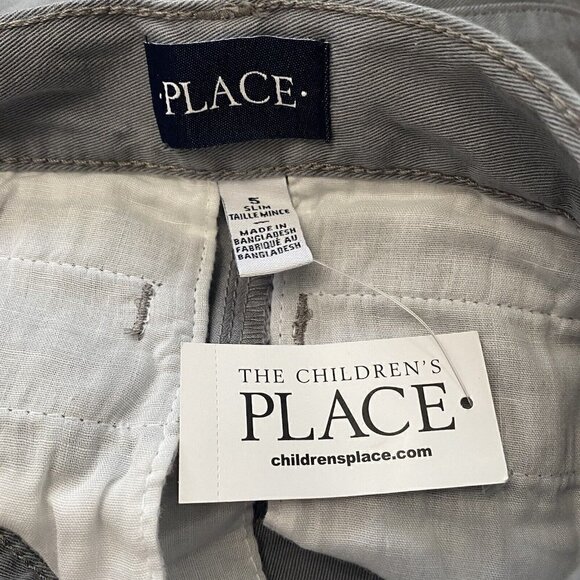 ·PLACE·
5
SLIM
TAILLE MINCE
MADE IN
BANGLADESH
FABRIQUÉ AU
BANGLADESH
THE CHILDREN'S
PLACE
childrensplace.com